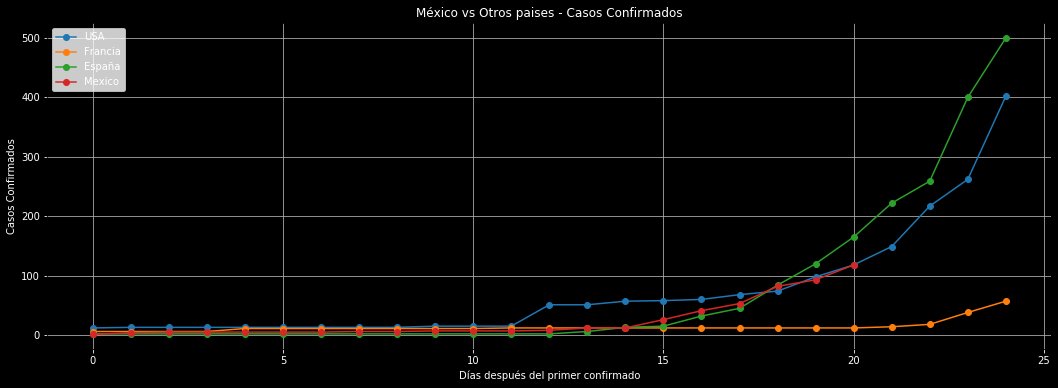 México vs Otros paises - Casos Confirmados
USA
Francia
España
Mexico
Casos Confirmados
500
400
300
200
100
0
0 5 10 15 20 25
Días después del primer confirmado